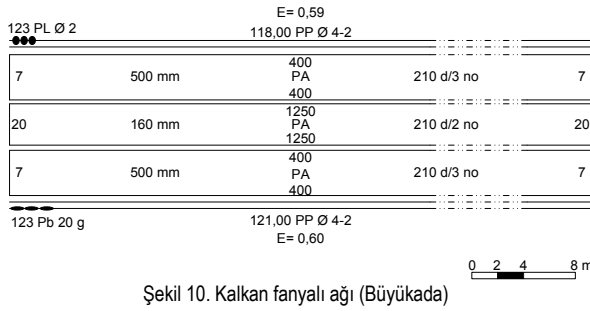 E= 0,59
123 PL Ø 2
118,00 PP Ø 4-2
400
7 500 mm PA 210 d/3 no 7
400
1250
20 160 mm PA 210 d/2 no 20
1250
400
7 500 mm PA 210 d/3 no 7
400
123 Pb 20 g
121,00 PP Ø 4-2
E= 0,60
0 2 4 8 m
Şekil 10. Kalkan fanyalı ağı (Büyükada)